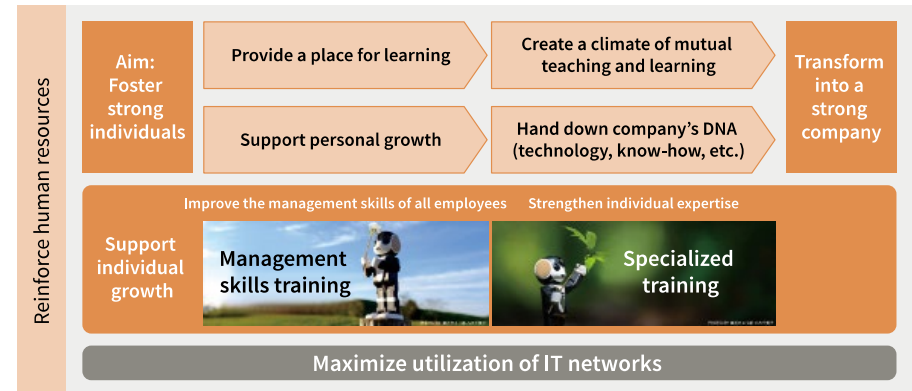 Reinforce human resources
Aim:
Foster
strong
individuals
Provide a place for learning
Create a climate of mutual
teaching and learning
Support personal growth
Hand down company's DNA
(technology, know-how, etc.)
Transform
into a
strong
company
Support
individual
growth
Improve the management skills of all employees
Strengthen individual expertise
Management
skills training
Specialized
training
Maximize utilization of IT networks